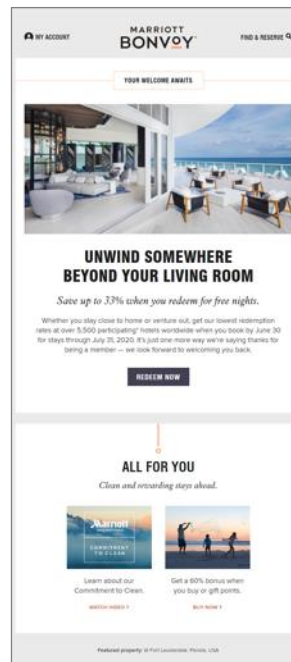 MY ACCOUNT
MARRIOTT
BONVOY
FIND & RESERVE
YOUR WELCOME AWAITS
UNWIND SOMEWHERE
BEYOND YOUR LIVING ROOM
Save up to 33% when you redeem for free nights.
Whether you stay close to home or venture out, get our lowest redemption
rates at over 5,500 participating* hotels worldwide when you book by June 30
for stays through July 31, 2020. It's just one more way we're saying thanks for
being a member — we look forward to welcoming you back.
REDEEM NOW
ALL FOR YOU
Clean and rewarding stays ahead.
Marriott
COMMITMENT
TO CLEAN
Learn about our
Commitment to Clean.
Get a 60% bonus when
you buy or gift points.
WATCH VIDEO
BUY NOW
Featured property: W Fort Lauderdale, Florida, USA